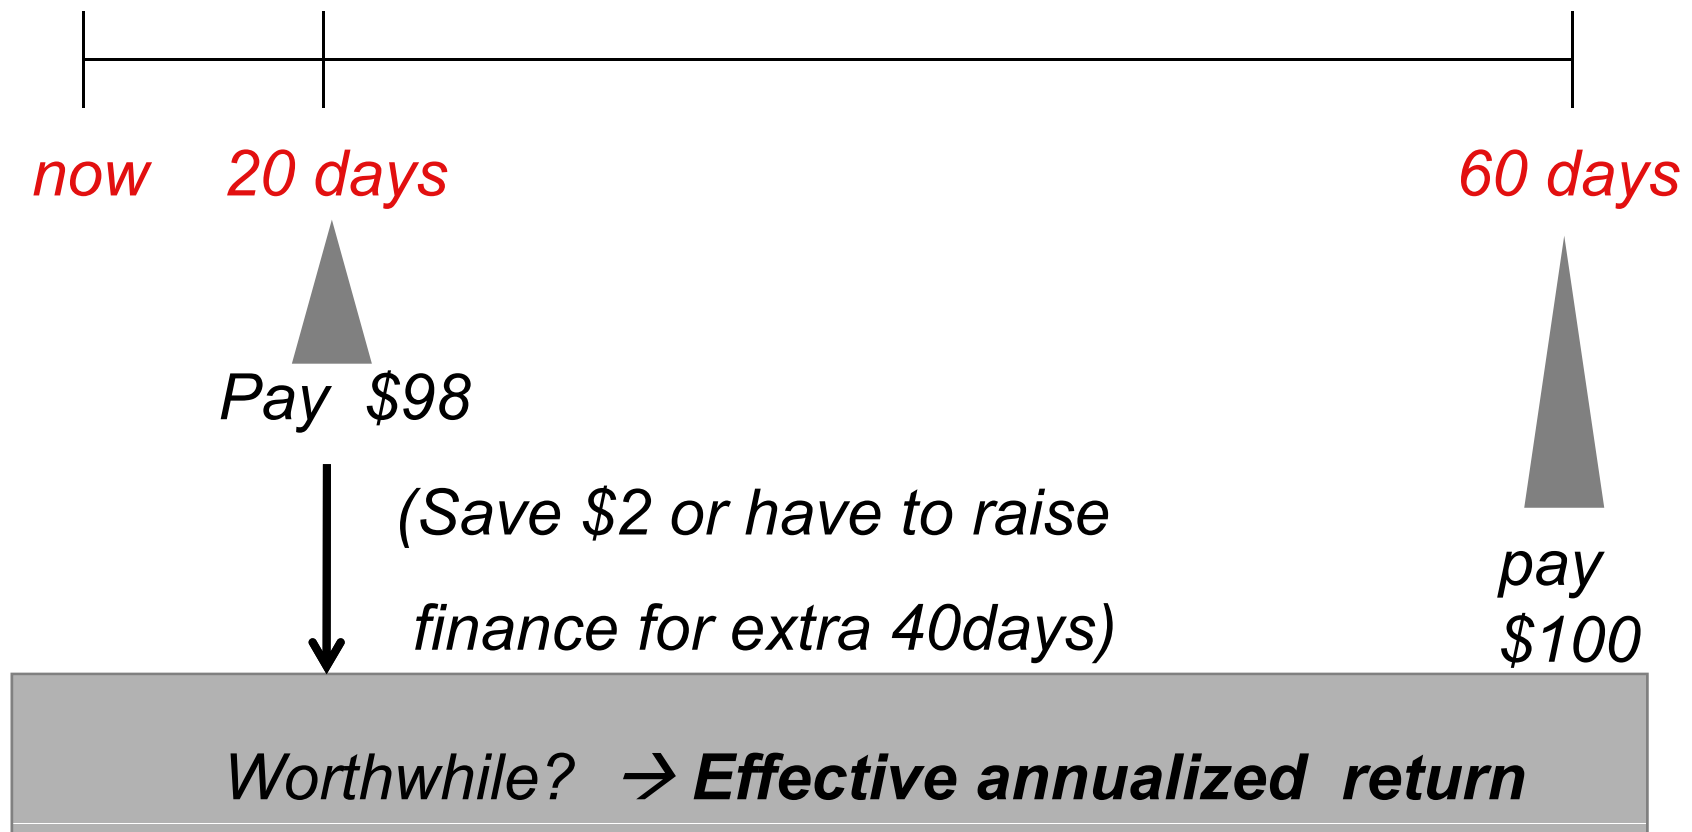 now 20 days 60 days
Pay $98
(Save $2 or have to raise
finance for extra 40days)
pay
$100
Worthwhile? → Effective annualized return